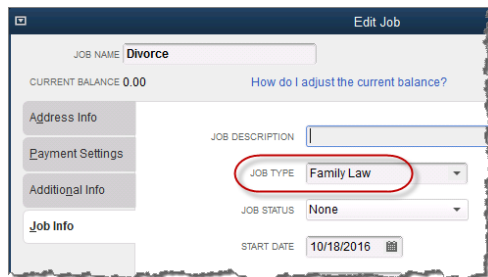 Edit Job
JOB NAME Divorce
CURRENT BALANCE 0.00 How do I adjust the current balance?
Address Info
Payment Settings
Additional Info
Job Info
JOB DESCRIPTION
JOB TYPE Family Law
JOB STATUS None
START DATE 10/18/2016